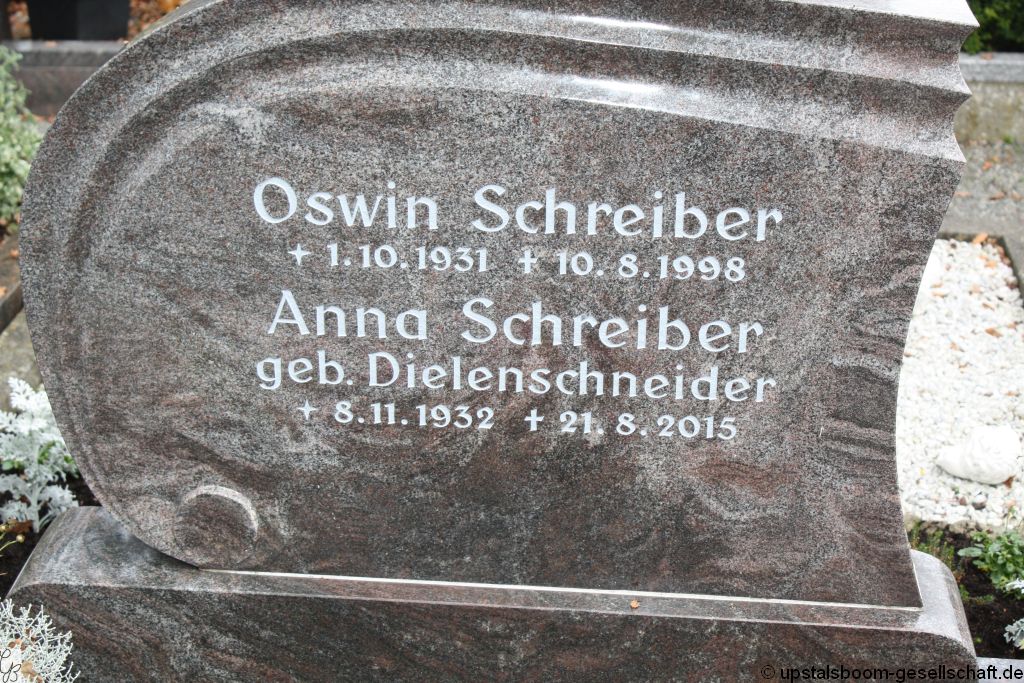 Oswin Schreiber
+ 1.10.1931 + 10.8.1998
Anna Schreiber
geb. Dielenschneider
+ 8.11.1932 + 21.8.2015
© upstalsboom-gesellschaft.de